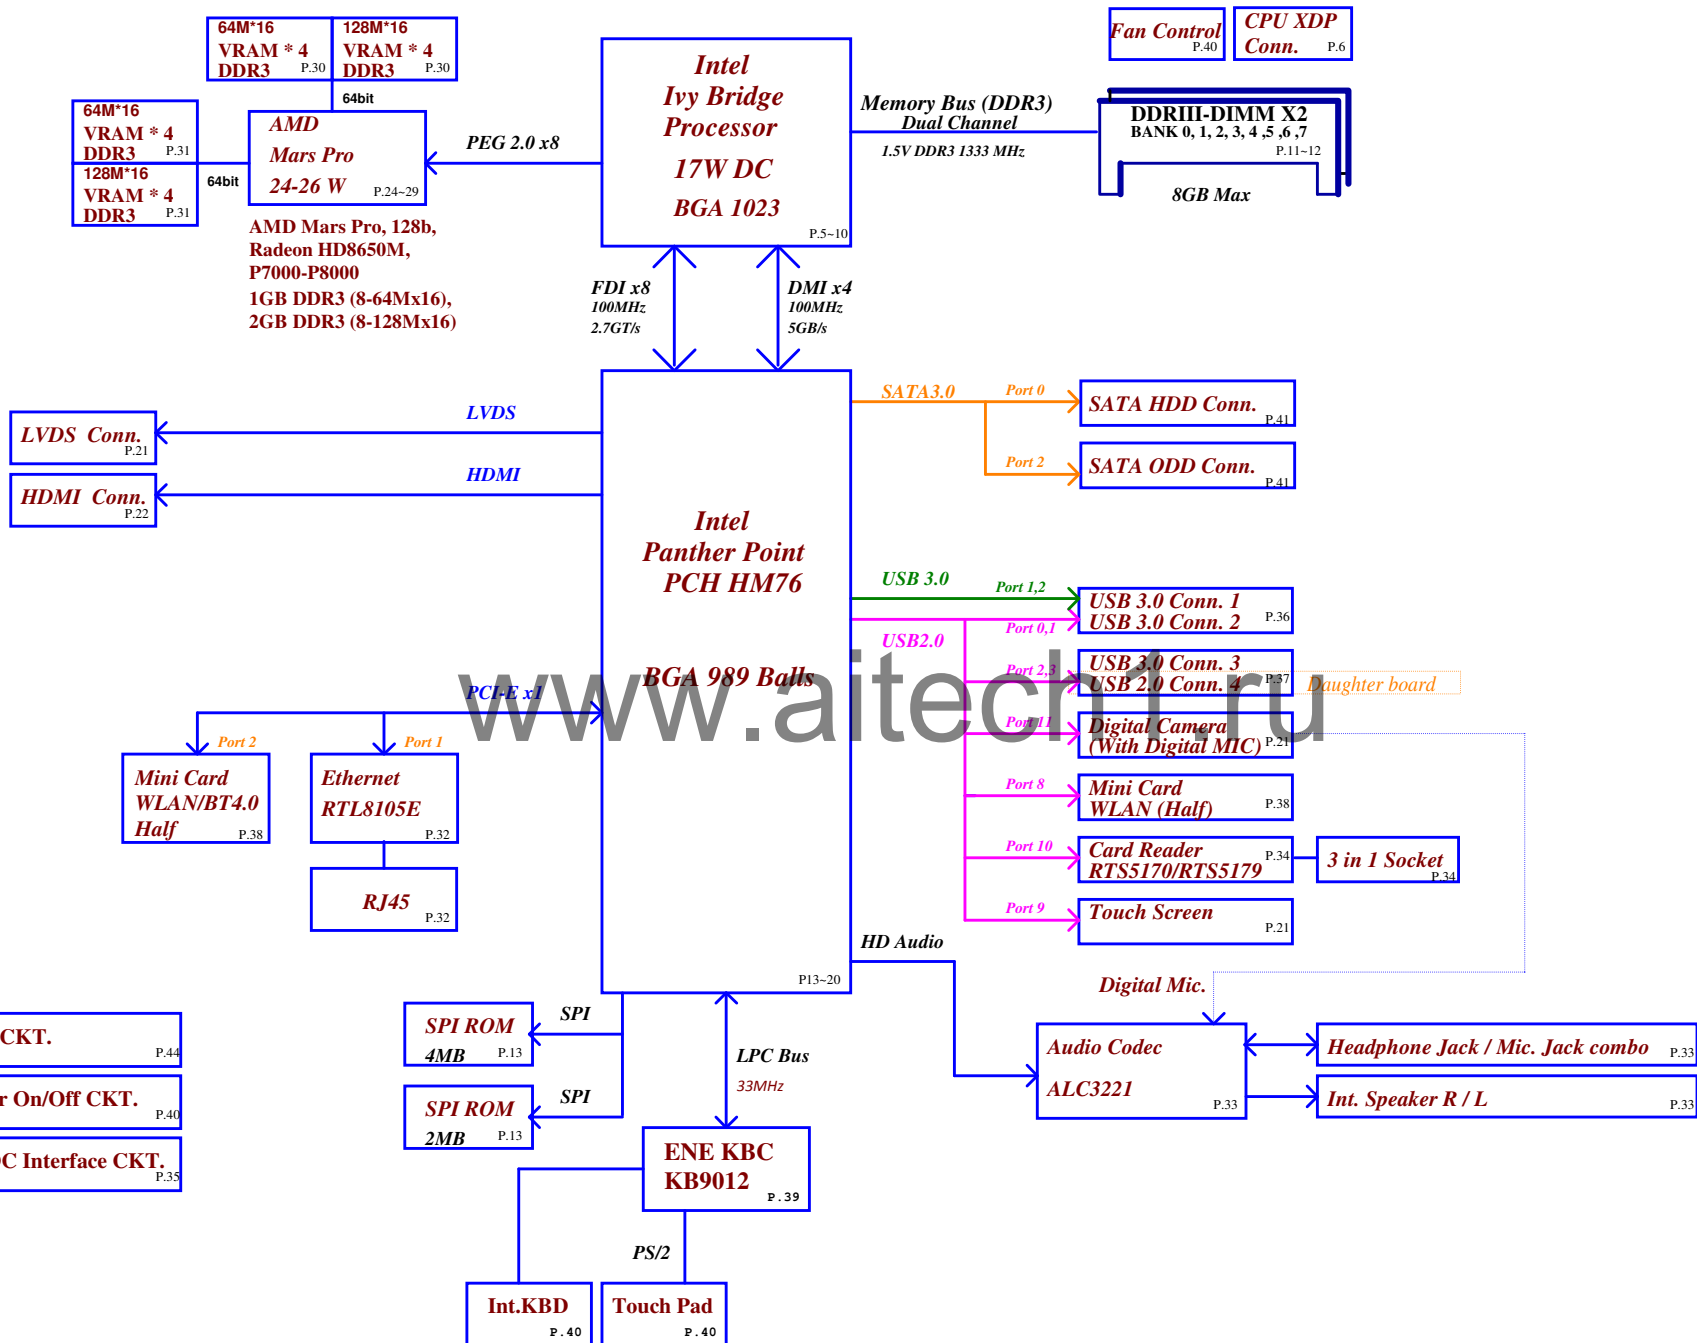 64M*16
VRAM * 4
DDR3 P.30
128M*16
VRAM * 4
DDR3 P.30
64bit
64M*16
VRAM * 4
DDR3 P.31
128M*16
VRAM * 4
DDR3 P.31
64bit
AMD
Mars Pro
24-26 W P.24~29
AMD Mars Pro, 128b,
Radeon HD8650M,
P7000-P8000
1GB DDR3 (8-64Mx16),
2GB DDR3 (8-128Mx16)
PEG 2.0 x8
Intel
Ivy Bridge
Processor
17W DC
BGA 1023
P.5~10
Fan Control
P.40
CPU XDP
Conn. P.6
Memory Bus (DDR3)
Dual Channel
1.5V DDR3 1333 MHz
DDRIII-DIMM X2
BANK 0, 1, 2, 3, 4 ,5 ,6 ,7
P.11~12
8GB Max
FDI x8
100MHz
2.7GT/s
DMI x4
100MHz
5GB/s
LVDS
LVDS Conn.
P.21
HDMI
HDMI Conn.
P.22
Intel
Panther Point
PCH HM76
BGA 989 Balls
P13~20
SATA3.0
Port 0
SATA HDD Conn.
P.41
Port 2
SATA ODD Conn.
P.41
USB 3.0
Port 1,2
USB 3.0 Conn. 1
USB 3.0 Conn. 2
P.36
Port 0,1
USB2.0
Port 2,3
USB 3.0 Conn. 3
USB 2.0 Conn. 4
P.37
Daughter board
Port 11
Digital Camera
(With Digital MIC) P.21
Port 8
Mini Card
WLAN (Half)
P.38
Port 10
Card Reader
RTS5170/RTS5179
P.34
3 in 1 Socket
P.34
Port 9
Touch Screen
P.21
www.aitech1.ru
PCI-E x1
Port 2
Mini Card
WLAN/BT4.0
Half P.38
Port 1
Ethernet
RTL8105E
P.32
RJ45
P.32
HD Audio
Digital Mic.
Audio Codec
ALC3221
P.33
Headphone Jack / Mic. Jack combo P.33
Int. Speaker R / L P.33
SPI ROM
4MB P.13
SPI
SPI ROM
2MB P.13
SPI
LPC Bus
33MHz
ENE KBC
KB9012
P.39
PS/2
Int.KBD
P.40
Touch Pad
P.40
CKT.
P.44
r On/Off CKT.
P.40
C Interface CKT.
P.35